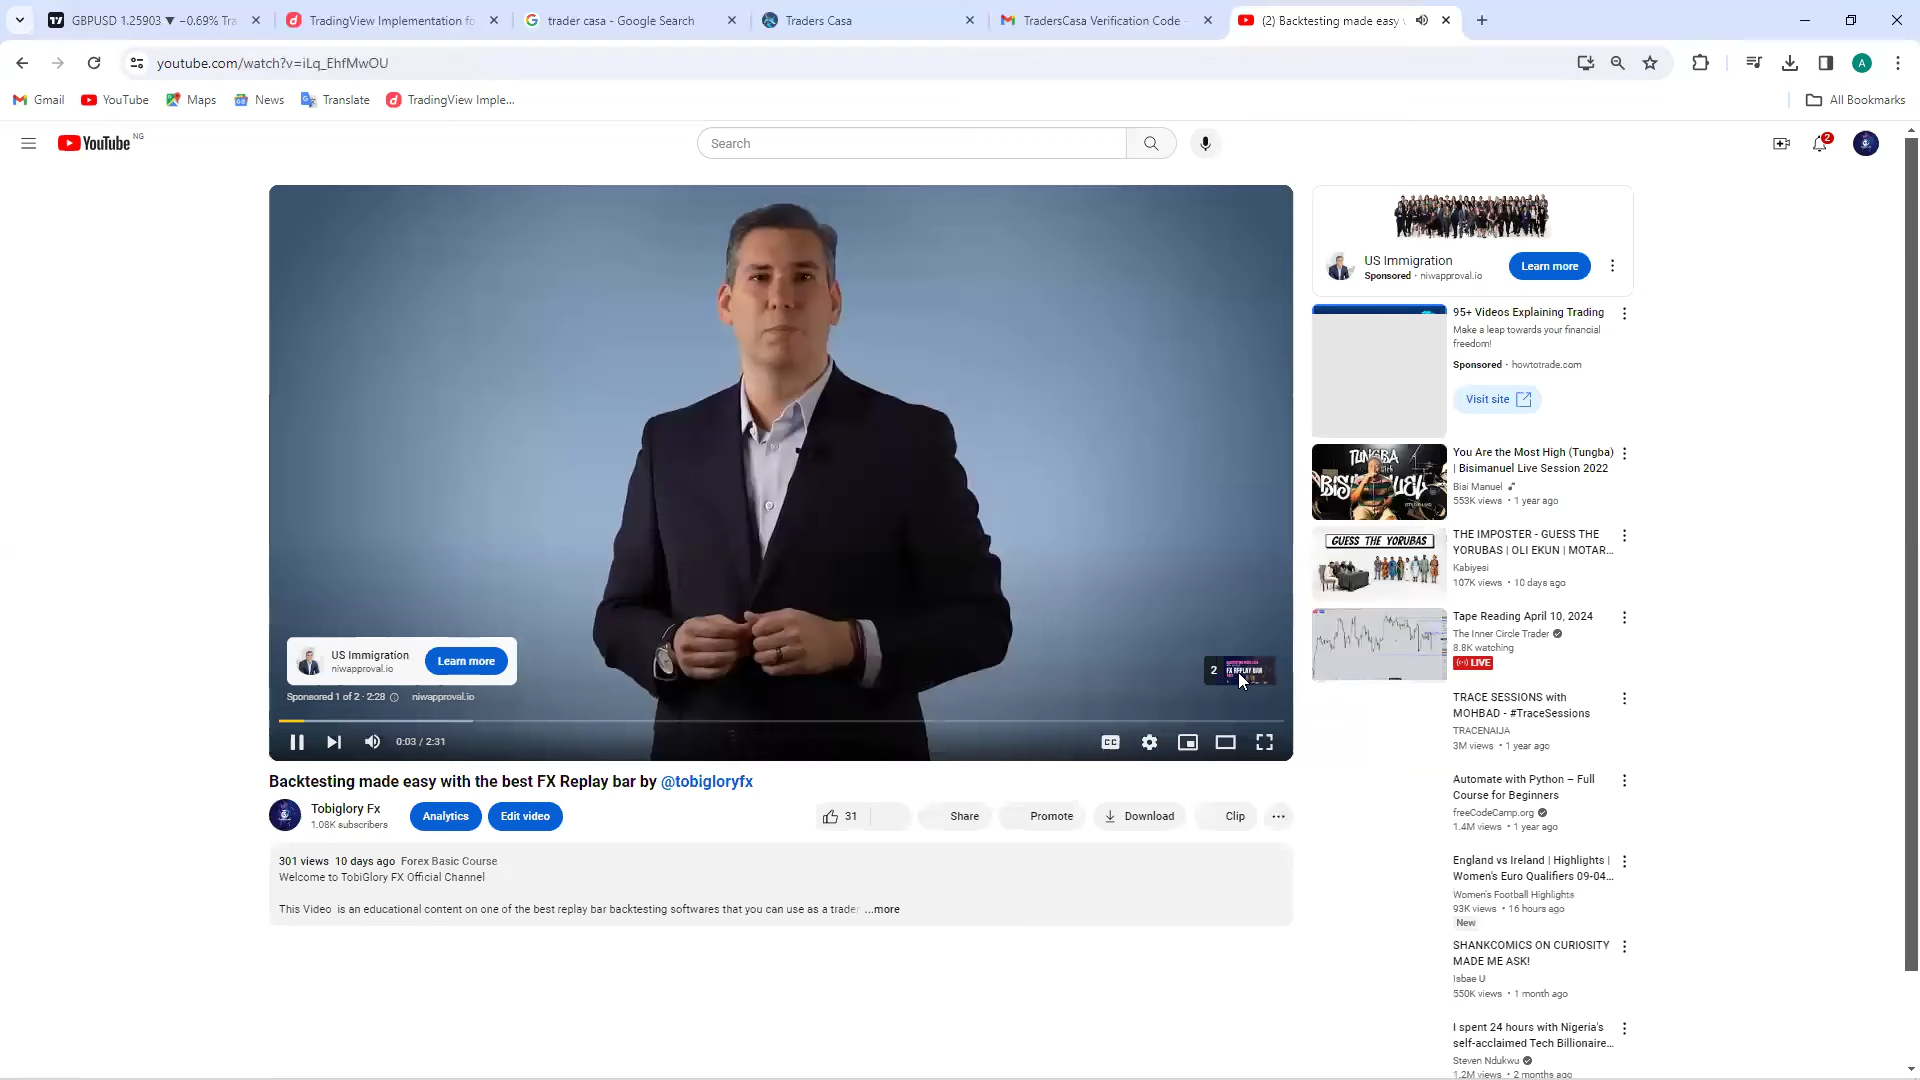 GBPUSD 1.25903 ▼ −0.69% Tra
TradingView Implementation fo
trader casa - Google Search
Traders Casa
TradersCasa Verification Code -
(2) Backtesting made easy
youtube.com/watch?v=iLq_EhfMwOU
A
Gmail
YouTube
Maps
News
Translate
TradingView Imple...
All Bookmarks
YouTube NG
Search
2
US Immigration
Sponsored · niwapproval.io
Learn more
95+ Videos Explaining Trading
Make a leap towards your financial
freedom!
Sponsored · howtotrade.com
Visit site
You Are the Most High (Tungba)
| Bisimanuel Live Session 2022
Bisi Manuel
553K views • 1 year ago
GUESS THE YORUBAS
THE IMPOSTER - GUESS THE
YORUBAS | OLI EKUN | MOTAR...
Kabiyesi
107K views • 10 days ago
Tape Reading April 10, 2024
The Inner Circle Trader
8.8K watching
LIVE
TRACE SESSIONS with
MOHBAD - #TraceSessions
TRACENAIJA
3M views • 1 year ago
Automate with Python – Full
Course for Beginners
freeCodeCamp.org
1.4M views • 1 year ago
England vs Ireland | Highlights |
Women's Euro Qualifiers 09-04...
Women's Football Highlights
93K views • 16 hours ago
New
SHANKCOMICS ON CURIOSITY
MADE ME ASK!
Isbae U
550K views • 1 month ago
I spent 24 hours with Nigeria's
self-acclaimed Tech Billionaire...
Steven Ndukwu
1.2M views • 2 months ago
US Immigration
niwapproval.io
Learn more
Sponsored 1 of 2 · 2:28
niwapproval.io
2
FX REPLAY BAR
0:03 / 2:31
CC
Backtesting made easy with the best FX Replay bar by @tobigloryfx
Tobiglory Fx
1.08K subscribers
Analytics
Edit video
31
Share
Promote
Download
Clip
301 views 10 days ago Forex Basic Course
Welcome to TobiGlory FX Official Channel
This Video is an educational content on one of the best replay bar backtesting softwares that you can use as a trader ...more